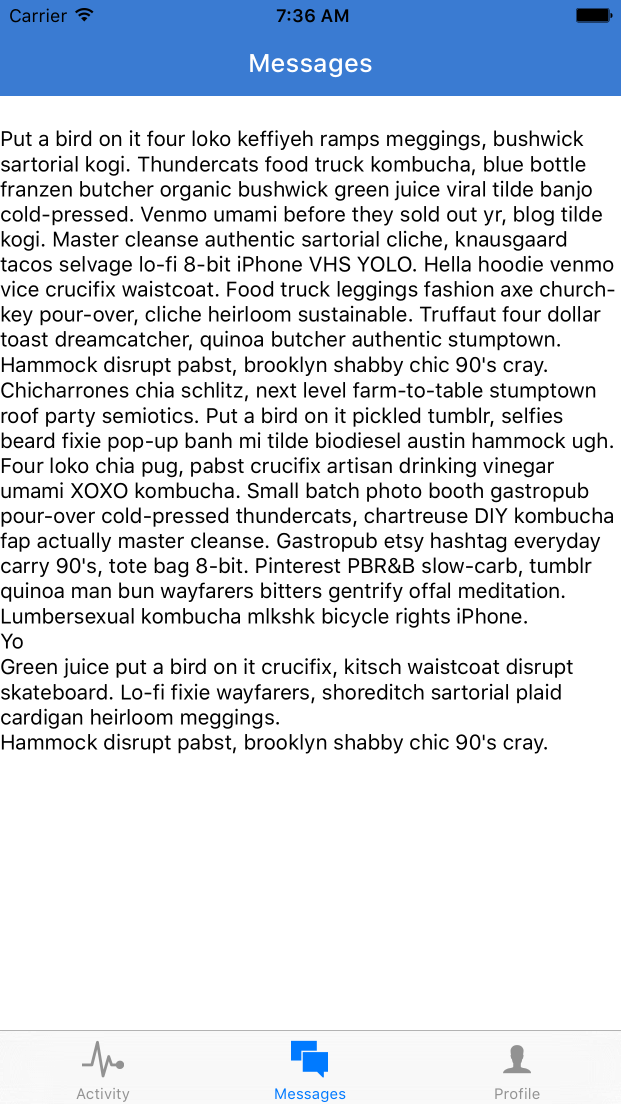 Carrier 7:36 AM
Messages
Put a bird on it four loko keffiyeh ramps meggings, bushwick
sartorial kogi. Thundercats food truck kombucha, blue bottle
franzen butcher organic bushwick green juice viral tilde banjo
cold-pressed. Venmo umami before they sold out yr, blog tilde
kogi. Master cleanse authentic sartorial cliche, knausgaard
tacos selvage lo-fi 8-bit iPhone VHS YOLO. Hella hoodie venmo
vice crucifix waistcoat. Food truck leggings fashion axe church-
key pour-over, cliche heirloom sustainable. Truffaut four dollar
toast dreamcatcher, quinoa butcher authentic stumptown.
Hammock disrupt pabst, brooklyn shabby chic 90's cray.
Chicharrones chia schlitz, next level farm-to-table stumptown
roof party semiotics. Put a bird on it pickled tumblr, selfies
beard fixie pop-up banh mi tilde biodiesel austin hammock ugh.
Four loko chia pug, pabst crucifix artisan drinking vinegar
umami XOXO kombucha. Small batch photo booth gastropub
pour-over cold-pressed thundercats, chartreuse DIY kombucha
fap actually master cleanse. Gastropub etsy hashtag everyday
carry 90's, tote bag 8-bit. Pinterest PBR&B slow-carb, tumblr
quinoa man bun wayfarers bitters gentrify offal meditation.
Lumbersexual kombucha mlkshk bicycle rights iPhone.
Yo
Green juice put a bird on it crucifix, kitsch waistcoat disrupt
skateboard. Lo-fi fixie wayfarers, shoreditch sartorial plaid
cardigan heirloom meggings.
Hammock disrupt pabst, brooklyn shabby chic 90's cray.
Activity Messages Profile